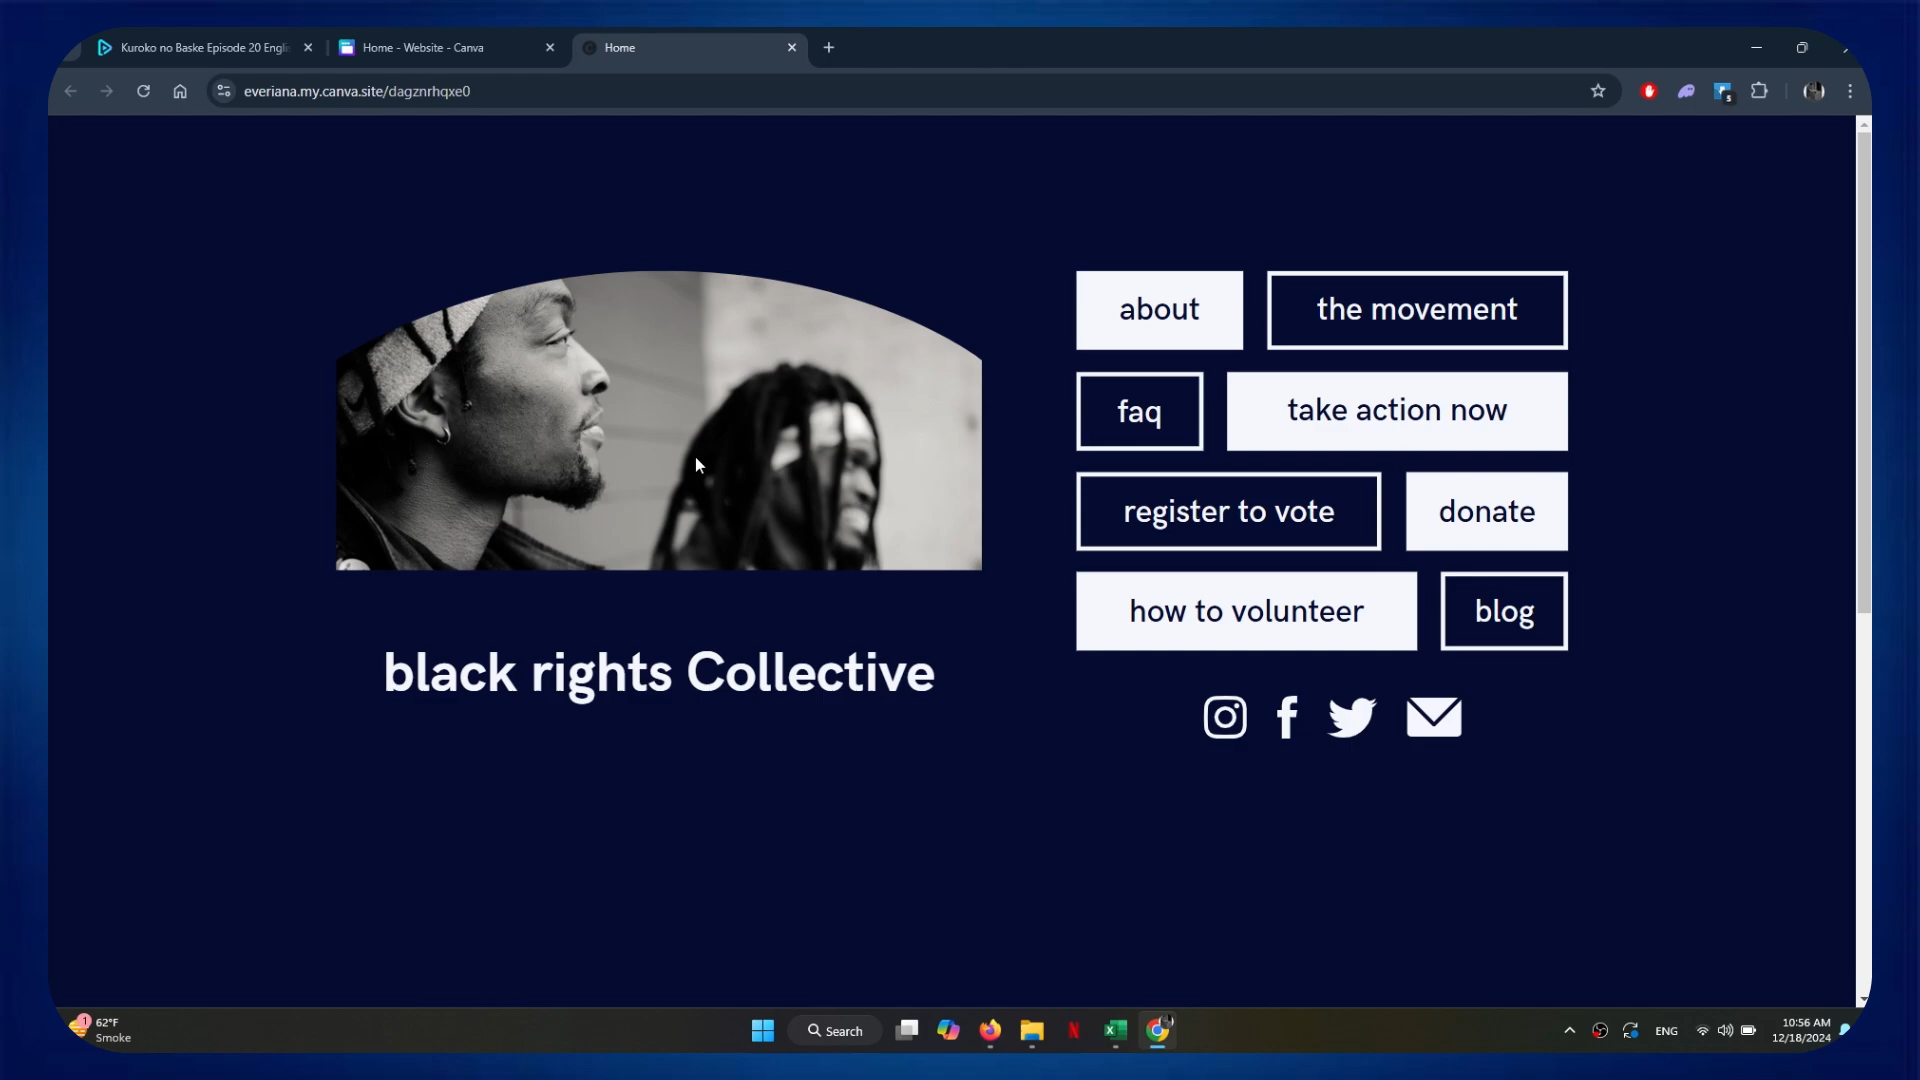 Kuroko no Baske Episode 20 Engli
Home - Website - Canva
Home
everiana.my.canva.site/dagznrhqxe0
5
about
the movement
faq
take action now
register to vote
donate
how to volunteer
blog
black rights Collective
1
62°F
Smoke
Search
ENG
10:56 AM
12/18/2024